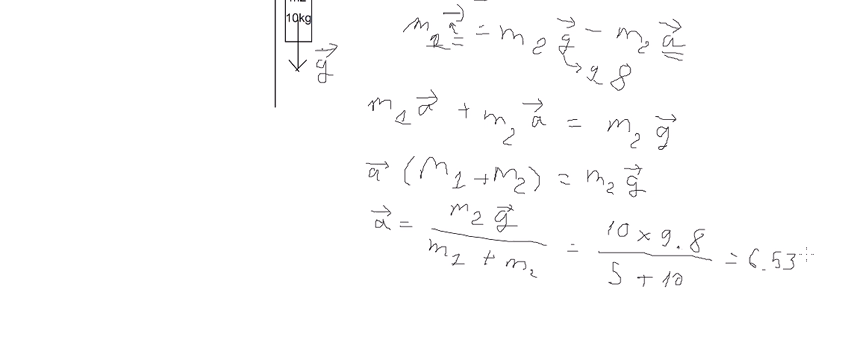 m2
10kg
g⃗
a⃗ = m₂ g⃗ - m₂ a⃗
9.8
m₁ a⃗ + m₂ a⃗ = m₂ g⃗
a⃗ (m₁ + m₂) = m₂ g⃗
a⃗ = m₂ g⃗ / m₁ + m₂ = 10 × 9.8 / 5 + 10 = 6.53